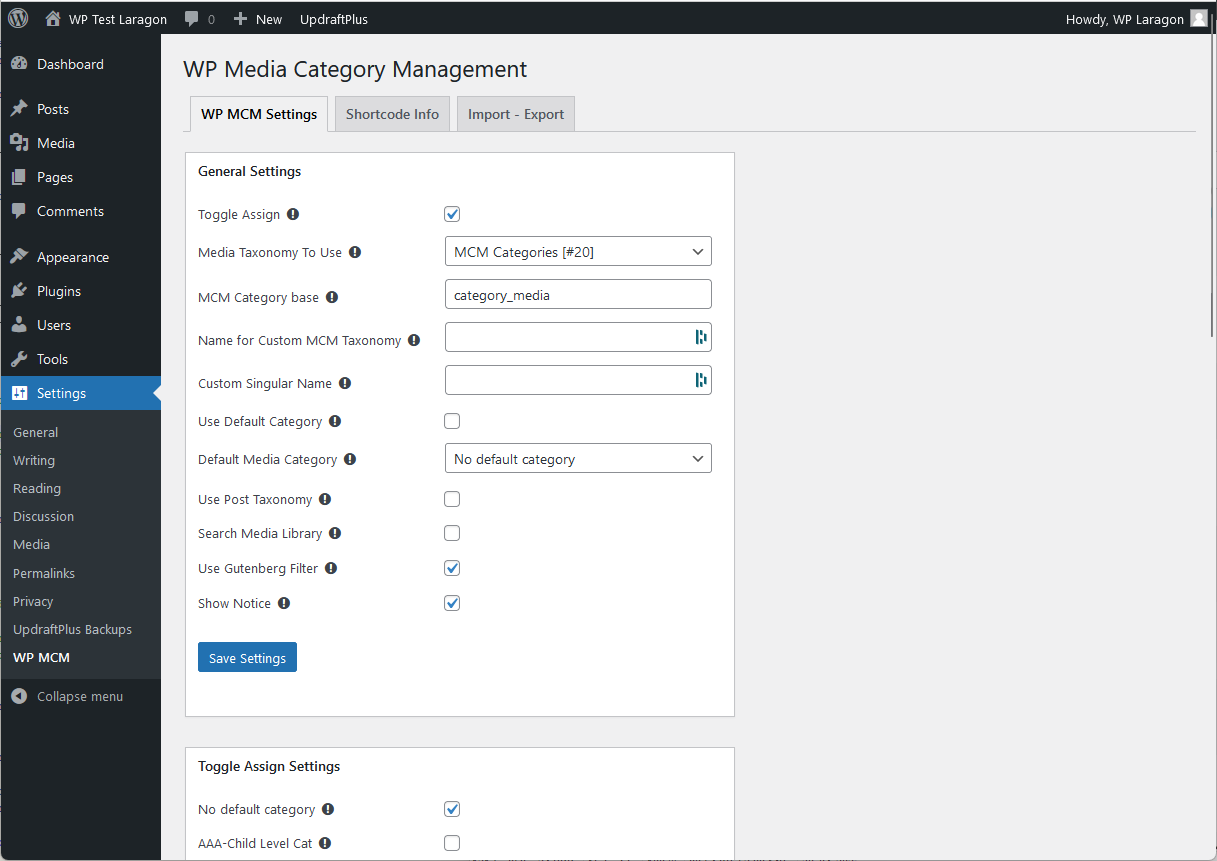 WP Test Laragon 0 New UpdraftPlus Howdy, WP Laragon
Dashboard
Posts
Media
Pages
Comments
Appearance
Plugins
Users
Tools
Settings
General
Writing
Reading
Discussion
Media
Permalinks
Privacy
UpdraftPlus Backups
WP MCM
Collapse menu
WP Media Category Management
WP MCM Settings Shortcode Info Import - Export
General Settings
Toggle Assign
Media Taxonomy To Use MCM Categories [#20]
MCM Category base category_media
Name for Custom MCM Taxonomy
Custom Singular Name
Use Default Category
Default Media Category No default category
Use Post Taxonomy
Search Media Library
Use Gutenberg Filter
Show Notice
Save Settings
Toggle Assign Settings
No default category
AAA-Child Level Cat